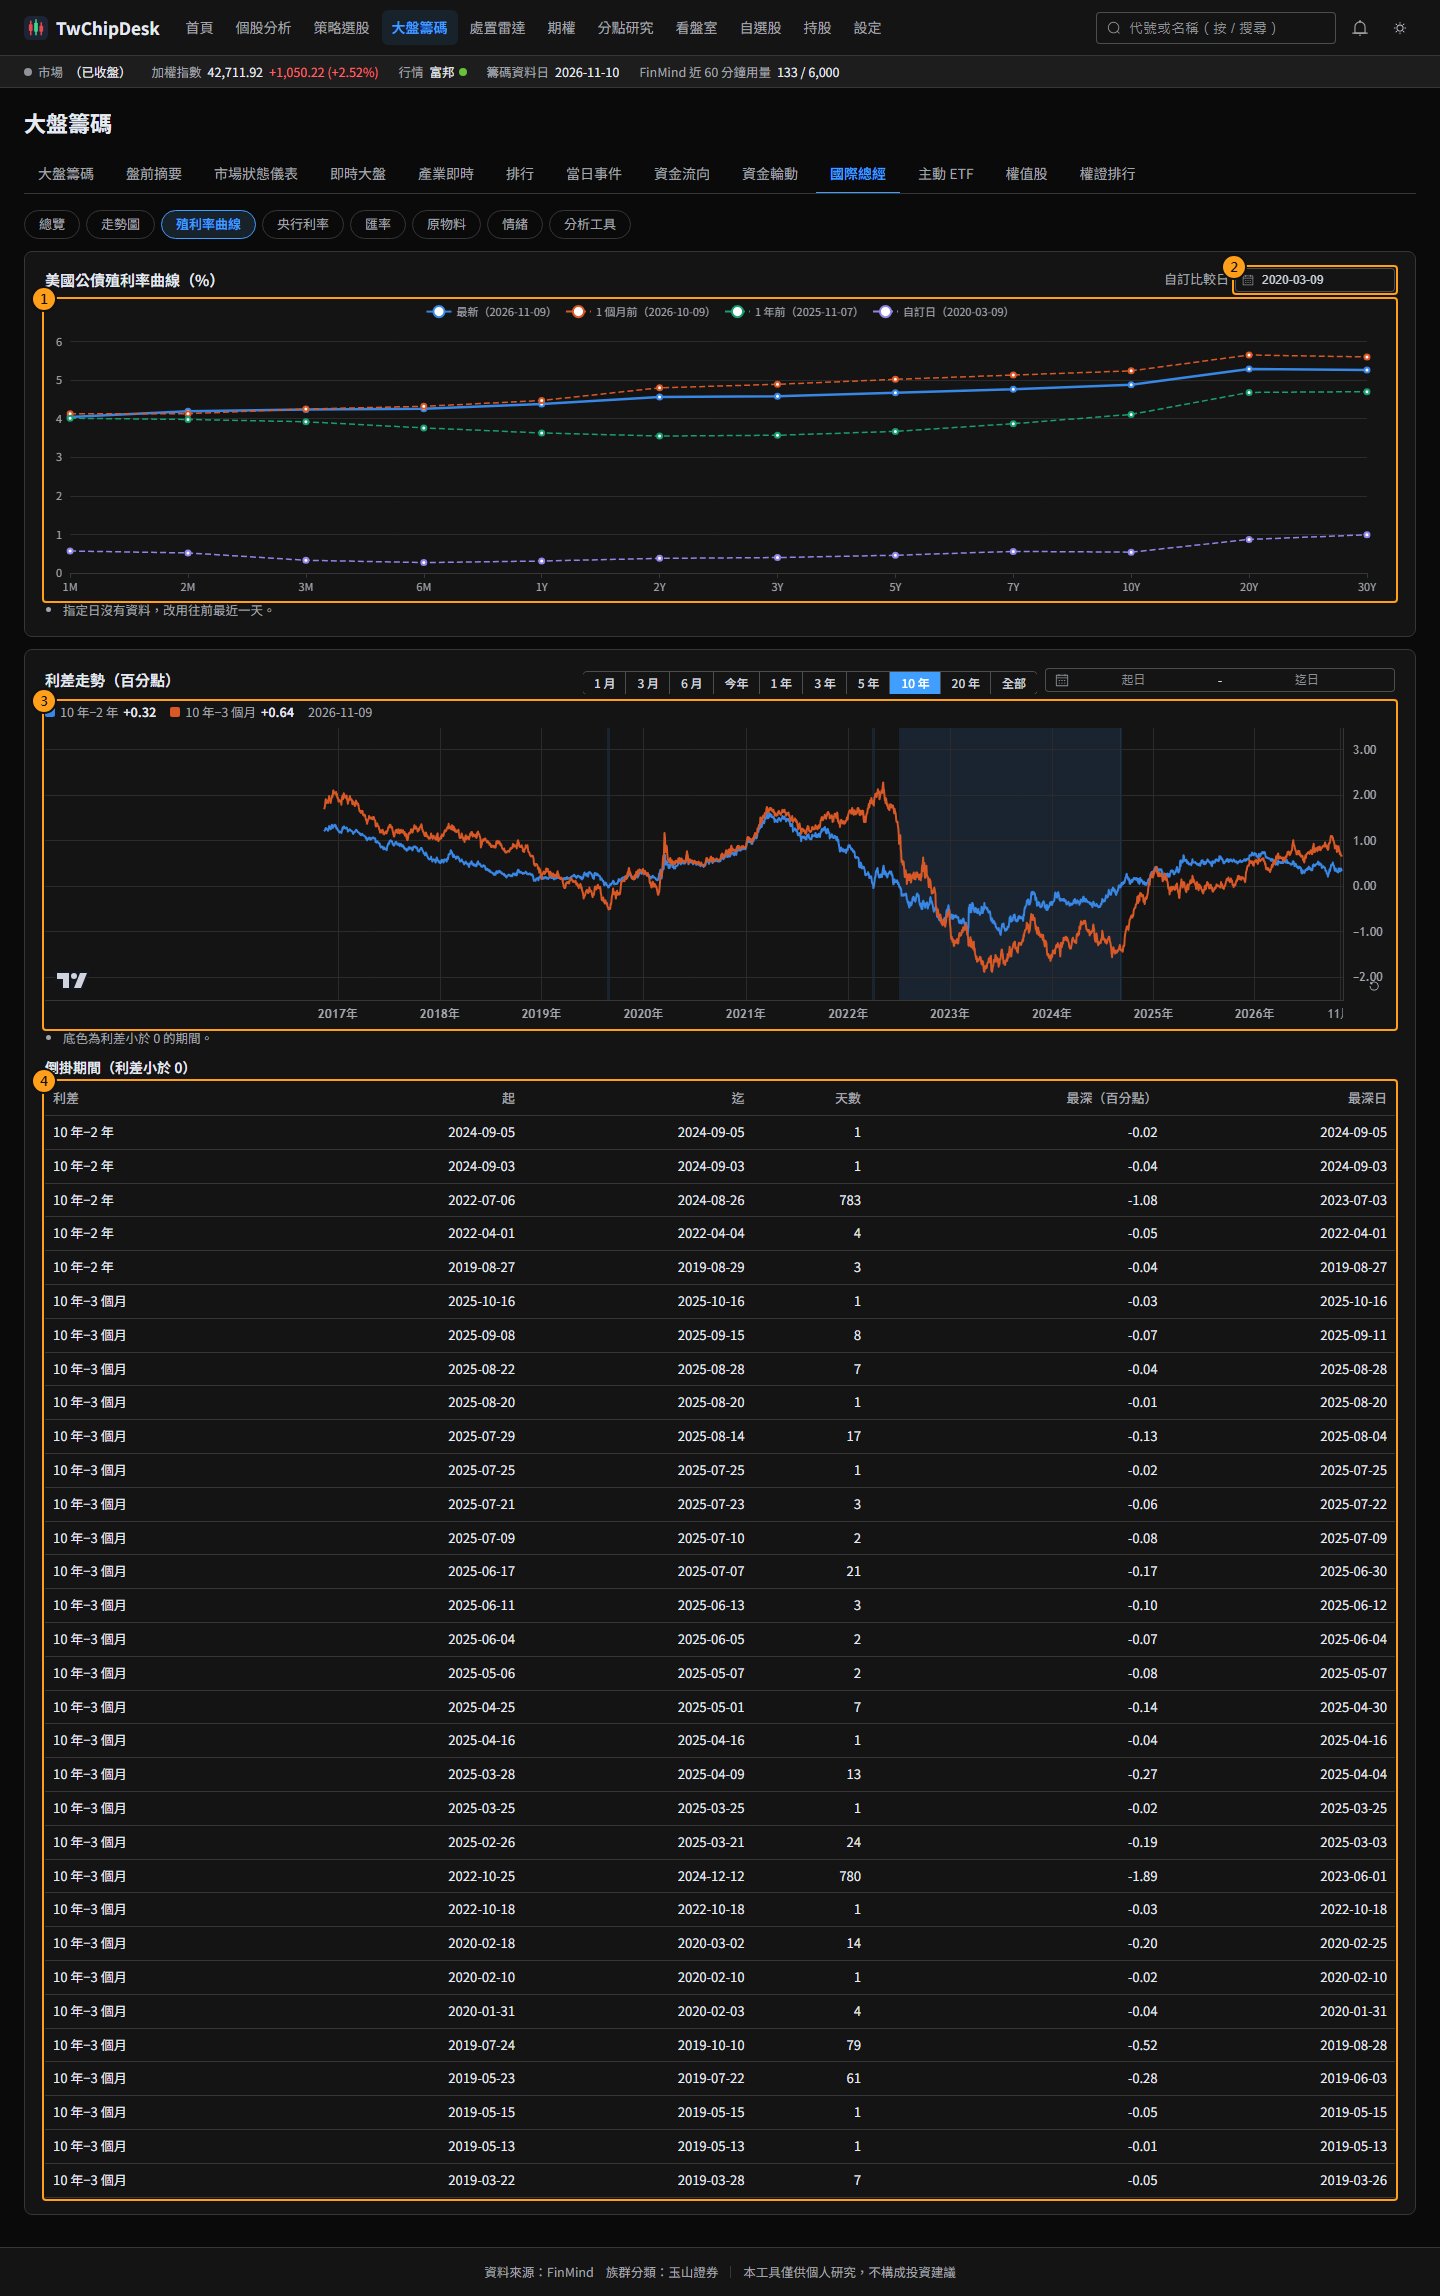 TwChipDesk 首頁 個股分析 策略選股 大盤籌碼 處置雷達 期權 分點研究 看盤室 自選股 持股 設定 代號或名稱 ( 按 / 搜尋 )
市場 （已收盤） 加權指數 42,711.92 +1,050.22 (+2.52%) 行情 富邦 籌碼資料日 2026-11-10 FinMind 近 60 分鐘用量 133 / 6,000
大盤籌碼
大盤籌碼 盤前摘要 市場狀態儀表 即時大盤 產業即時 排行 當日事件 資金流向 資金輪動 國際總經 主動 ETF 權值股 權證排行
總覽 走勢圖 殖利率曲線 央行利率 匯率 原物料 情緒 分析工具
美國公債殖利率曲線（%） 自訂比較日 2 2020-03-09
1
最新（2026-11-09） 1 個月前（2026-10-09） 1 年前（2025-11-07） 自訂日（2020-03-09）
6
5
4
3
2
1
0
1M 2M 3M 6M 1Y 2Y 3Y 5Y 7Y 10Y 20Y 30Y
指定日沒有資料，改用往前最近一天。
利差走勢（百分點） 1 月 3 月 6 月 今年 1 年 3 年 5 年 10 年 20 年 全部 起日 - 迄日
3
10 年−2 年 +0.32 10 年−3 個月 +0.64 2026-11-09
3.00
2.00
1.00
0.00
−1.00
−2.00
2017年 2018年 2019年 2020年 2021年 2022年 2023年 2024年 2025年 2026年 11
底色為利差小於 0 的期間。
倒掛期間（利差小於 0）
4
利差 起 迄 天數 最深（百分點） 最深日
10 年−2 年 2024-09-05 2024-09-05 1 -0.02 2024-09-05
10 年−2 年 2024-09-03 2024-09-03 1 -0.04 2024-09-03
10 年−2 年 2022-07-06 2024-08-26 783 -1.08 2023-07-03
10 年−2 年 2022-04-01 2022-04-04 4 -0.05 2022-04-01
10 年−2 年 2019-08-27 2019-08-29 3 -0.04 2019-08-27
10 年−3 個月 2025-10-16 2025-10-16 1 -0.03 2025-10-16
10 年−3 個月 2025-09-08 2025-09-15 8 -0.07 2025-09-11
10 年−3 個月 2025-08-22 2025-08-28 7 -0.04 2025-08-28
10 年−3 個月 2025-08-20 2025-08-20 1 -0.01 2025-08-20
10 年−3 個月 2025-07-29 2025-08-14 17 -0.13 2025-08-04
10 年−3 個月 2025-07-25 2025-07-25 1 -0.02 2025-07-25
10 年−3 個月 2025-07-21 2025-07-23 3 -0.06 2025-07-22
10 年−3 個月 2025-07-09 2025-07-10 2 -0.08 2025-07-09
10 年−3 個月 2025-06-17 2025-07-07 21 -0.17 2025-06-30
10 年−3 個月 2025-06-11 2025-06-13 3 -0.10 2025-06-12
10 年−3 個月 2025-06-04 2025-06-05 2 -0.07 2025-06-04
10 年−3 個月 2025-05-06 2025-05-07 2 -0.08 2025-05-07
10 年−3 個月 2025-04-25 2025-05-01 7 -0.14 2025-04-30
10 年−3 個月 2025-04-16 2025-04-16 1 -0.04 2025-04-16
10 年−3 個月 2025-03-28 2025-04-09 13 -0.27 2025-04-04
10 年−3 個月 2025-03-25 2025-03-25 1 -0.02 2025-03-25
10 年−3 個月 2025-02-26 2025-03-21 24 -0.19 2025-03-03
10 年−3 個月 2022-10-25 2024-12-12 780 -1.89 2023-06-01
10 年−3 個月 2022-10-18 2022-10-18 1 -0.03 2022-10-18
10 年−3 個月 2020-02-18 2020-03-02 14 -0.20 2020-02-25
10 年−3 個月 2020-02-10 2020-02-10 1 -0.02 2020-02-10
10 年−3 個月 2020-01-31 2020-02-03 4 -0.04 2020-01-31
10 年−3 個月 2019-07-24 2019-10-10 79 -0.52 2019-08-28
10 年−3 個月 2019-05-23 2019-07-22 61 -0.28 2019-06-03
10 年−3 個月 2019-05-15 2019-05-15 1 -0.05 2019-05-15
10 年−3 個月 2019-05-13 2019-05-13 1 -0.01 2019-05-13
10 年−3 個月 2019-03-22 2019-03-28 7 -0.05 2019-03-26
資料來源：FinMind 族群分類：玉山證券 本工具僅供個人研究，不構成投資建議